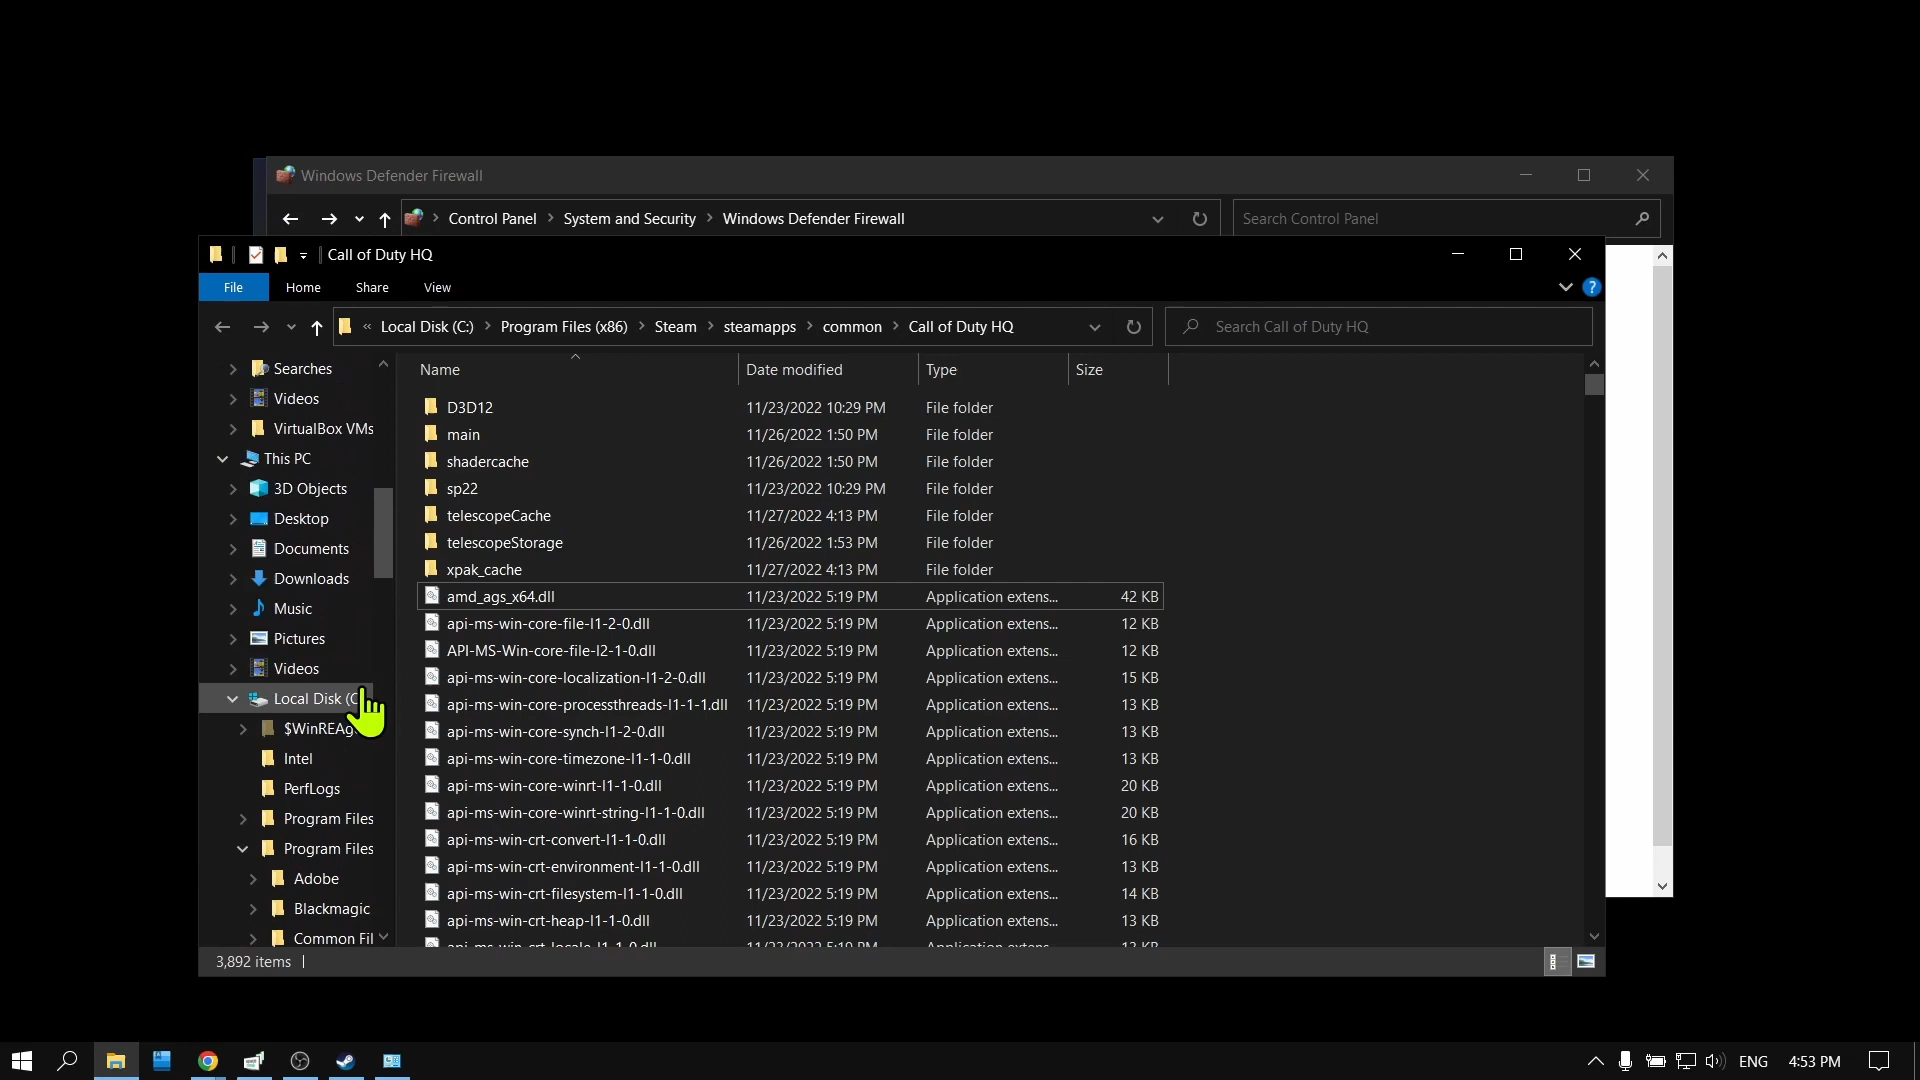 Windows Defender Firewall
Control Panel System and Security Windows Defender Firewall
Search Control Panel
Call of Duty HQ
File Home Share View
« Local Disk (C:) Program Files (x86) Steam steamapps common Call of Duty HQ
Search Call of Duty HQ
Searches
Videos
VirtualBox VMs
This PC
3D Objects
Desktop
Documents
Downloads
Music
Pictures
Videos
Local Disk (C
$WinREAg
Intel
PerfLogs
Program Files
Program Files
Adobe
Blackmagic
Common Fil
Name Date modified Type Size
D3D12 11/23/2022 10:29 PM File folder
main 11/26/2022 1:50 PM File folder
shadercache 11/26/2022 1:50 PM File folder
sp22 11/23/2022 10:29 PM File folder
telescopeCache 11/27/2022 4:13 PM File folder
telescopeStorage 11/26/2022 1:53 PM File folder
xpak_cache 11/27/2022 4:13 PM File folder
amd_ags_x64.dll 11/23/2022 5:19 PM Application extens... 42 KB
api-ms-win-core-file-l1-2-0.dll 11/23/2022 5:19 PM Application extens... 12 KB
API-MS-Win-core-file-l2-1-0.dll 11/23/2022 5:19 PM Application extens... 12 KB
api-ms-win-core-localization-l1-2-0.dll 11/23/2022 5:19 PM Application extens... 15 KB
api-ms-win-core-processthreads-l1-1-1.dll 11/23/2022 5:19 PM Application extens... 13 KB
api-ms-win-core-synch-l1-2-0.dll 11/23/2022 5:19 PM Application extens... 13 KB
api-ms-win-core-timezone-l1-1-0.dll 11/23/2022 5:19 PM Application extens... 13 KB
api-ms-win-core-winrt-l1-1-0.dll 11/23/2022 5:19 PM Application extens... 20 KB
api-ms-win-core-winrt-string-l1-1-0.dll 11/23/2022 5:19 PM Application extens... 20 KB
api-ms-win-crt-convert-l1-1-0.dll 11/23/2022 5:19 PM Application extens... 16 KB
api-ms-win-crt-environment-l1-1-0.dll 11/23/2022 5:19 PM Application extens... 13 KB
api-ms-win-crt-filesystem-l1-1-0.dll 11/23/2022 5:19 PM Application extens... 14 KB
api-ms-win-crt-heap-l1-1-0.dll 11/23/2022 5:19 PM Application extens... 13 KB
api-ms-win-crt-locale-l1-1-0.dll 11/23/2022 5:19 PM Application extens... 13 KB
3,892 items
ENG 4:53 PM